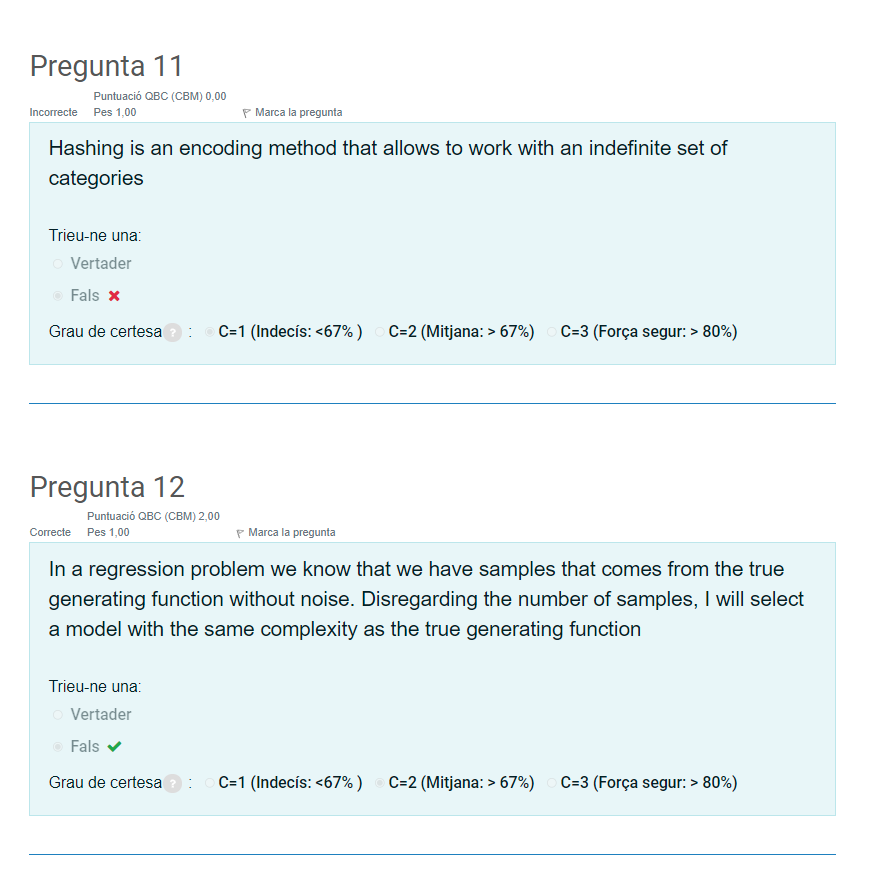 Pregunta 11
Puntuació QBC (CBM) 0,00
Incorrecte Pes 1,00 Marca la pregunta
Hashing is an encoding method that allows to work with an indefinite set of
categories
Trieu-ne una:
Vertader
Fals
Grau de certesa ? : C=1 (Indecís: <67% ) C=2 (Mitjana: > 67%) C=3 (Força segur: > 80%)
Pregunta 12
Puntuació QBC (CBM) 2,00
Correcte Pes 1,00 Marca la pregunta
In a regression problem we know that we have samples that comes from the true
generating function without noise. Disregarding the number of samples, I will select
a model with the same complexity as the true generating function
Trieu-ne una:
Vertader
Fals
Grau de certesa ? : C=1 (Indecís: <67% ) C=2 (Mitjana: > 67%) C=3 (Força segur: > 80%)